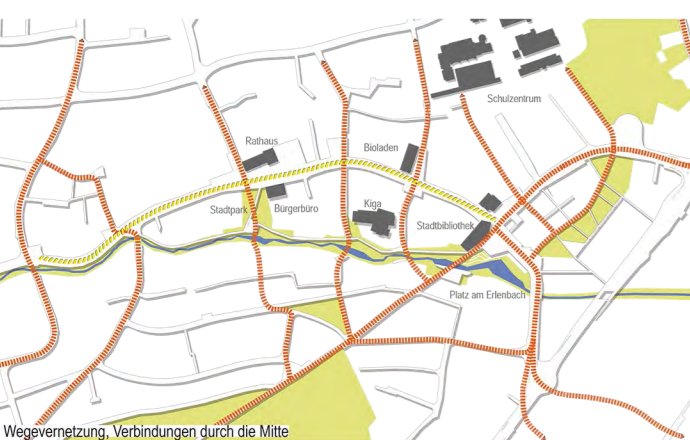 Schulzentrum
Rathaus
Bioladen
Stadtpark
Bürgerbüro
Kiga
Stadtbibliothek
Platz am Erlenbach
Wegevernetzung, Verbindungen durch die Mitte